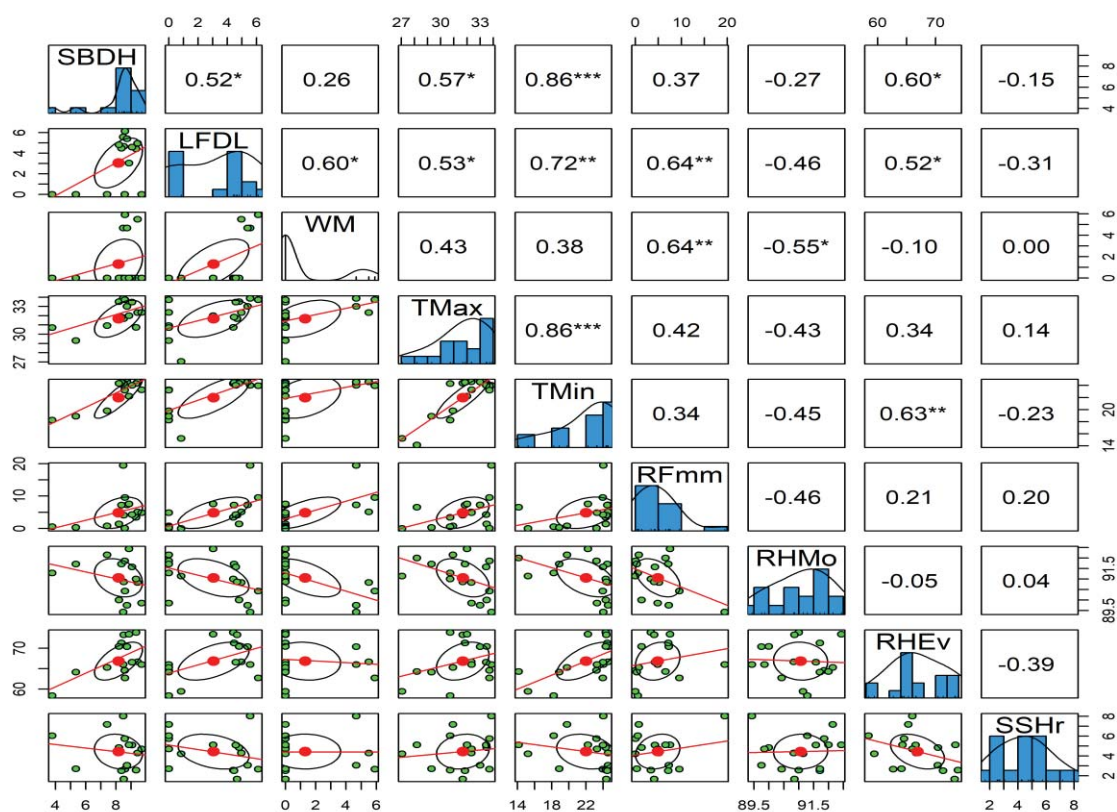 0 2 4 6 27 30 33 0 5 10 20 60 70
SBDH 0.52* 0.26 0.57* 0.86*** 0.37 -0.27 0.60* -0.15
4 6 8
0 2 4 6
LFDL 0.60* 0.53* 0.72** 0.64** -0.46 0.52* -0.31
WM 0.43 0.38 0.64** -0.55* -0.10 0.00
0 2 4 6
27 30 33
TMax 0.86*** 0.42 -0.43 0.34 0.14
TMin 0.34 -0.45 0.63** -0.23
14 20
0 5 10 20
RFmm -0.46 0.21 0.20
RHMo -0.05 0.04
89.5 91.5
60 70
RHEv -0.39
SSHr
2 4 6 8
4 6 8 0 2 4 6 14 18 22 89.5 91.5 2 4 6 8